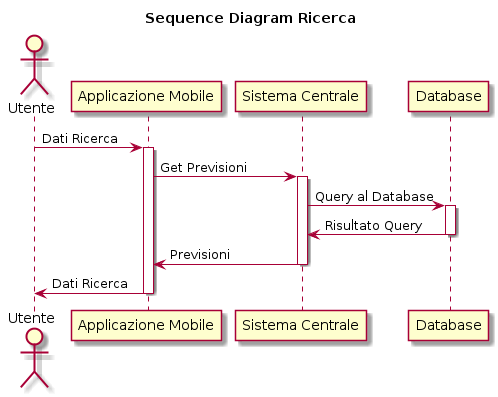 Sequence Diagram Ricerca
Utente
Applicazione Mobile
Sistema Centrale
Database
Dati Ricerca
Get Previsioni
Query al Database
Risultato Query
Previsioni
Dati Ricerca
Utente
Applicazione Mobile
Sistema Centrale
Database